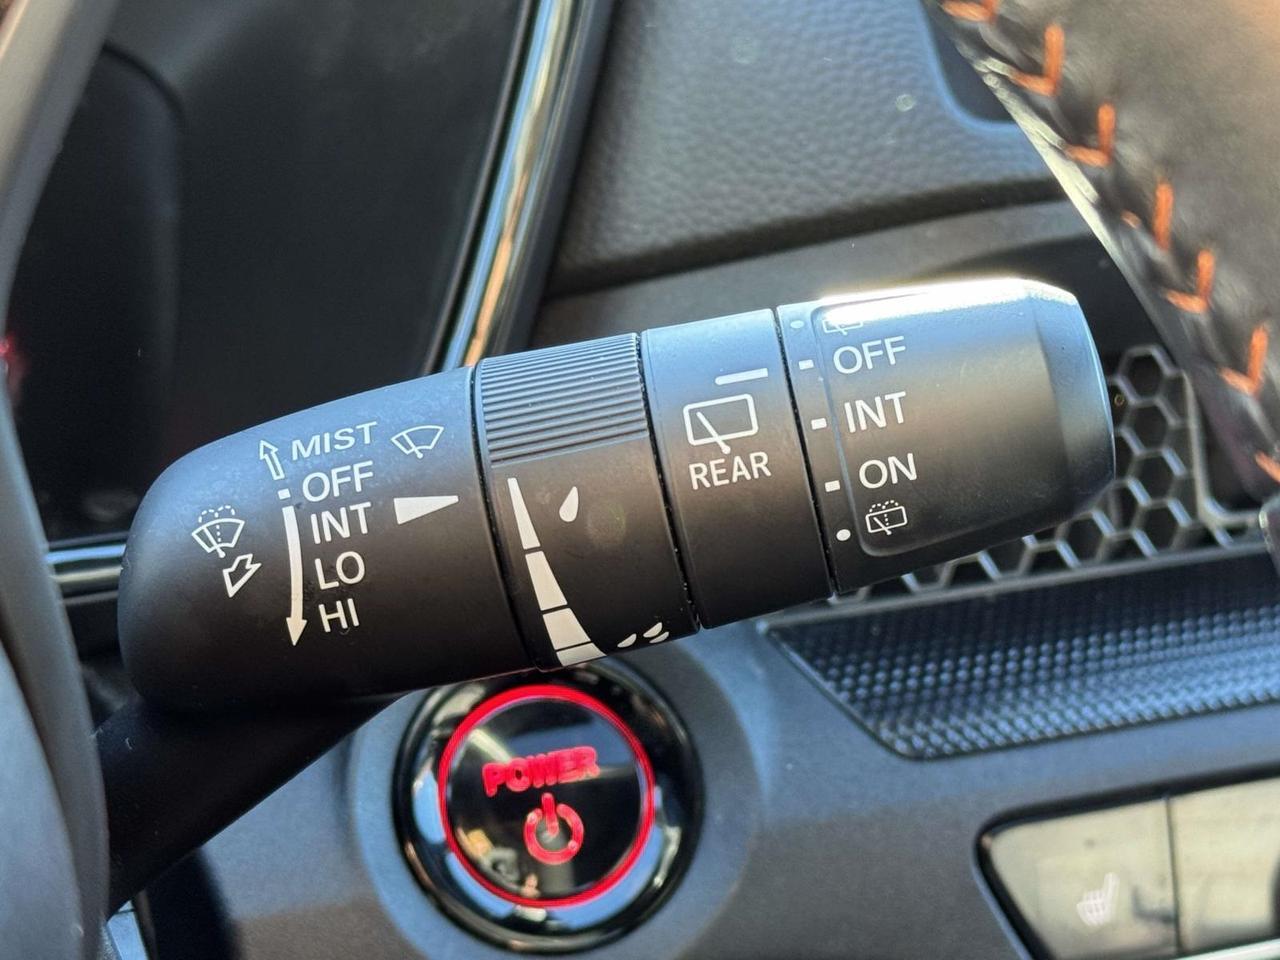 MIST
OFF
INT
LO
HI
REAR
OFF
INT
ON
POWER